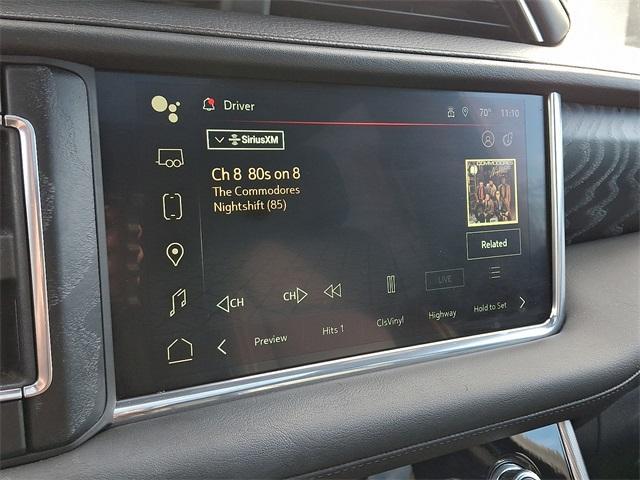 Driver
70° 11:10
SiriusXM
Ch 8 80s on 8
The Commodores
Nightshift (85)
COMMODORES
Related
CH
CH
LIVE
Preview
Hits 1
ClsVinyl
Highway
Hold to Set